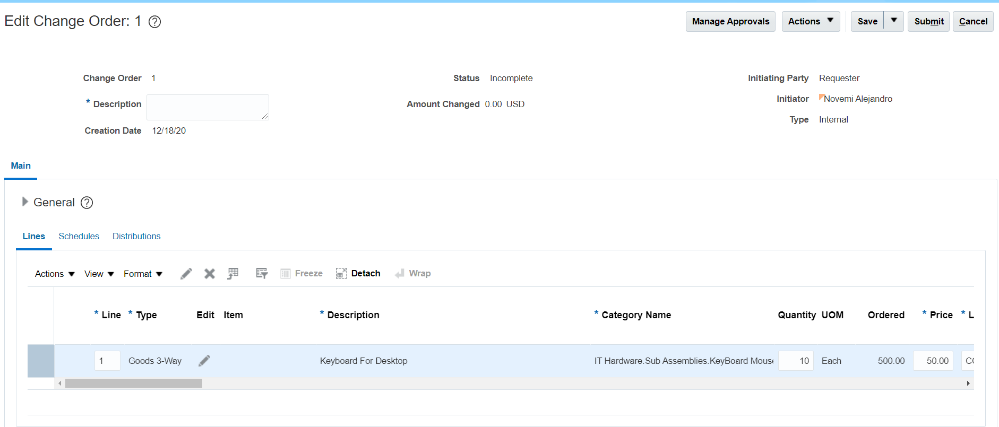 Edit Change Order: 1 ?
Manage Approvals Actions Save Submit Cancel
Change Order 1
Status Incomplete
Initiating Party Requester
* Description
Amount Changed 0.00 USD
Initiator Novemi Alejandro
Type Internal
Creation Date 12/18/20
Main
General ?
Lines Schedules Distributions
Actions View Format Freeze Detach Wrap
* Line * Type Edit Item * Description * Category Name Quantity UOM Ordered * Price * L
1 Goods 3-Way Keyboard For Desktop IT Hardware.Sub Assemblies.KeyBoard Mouse 10 Each 500.00 50.00 CO